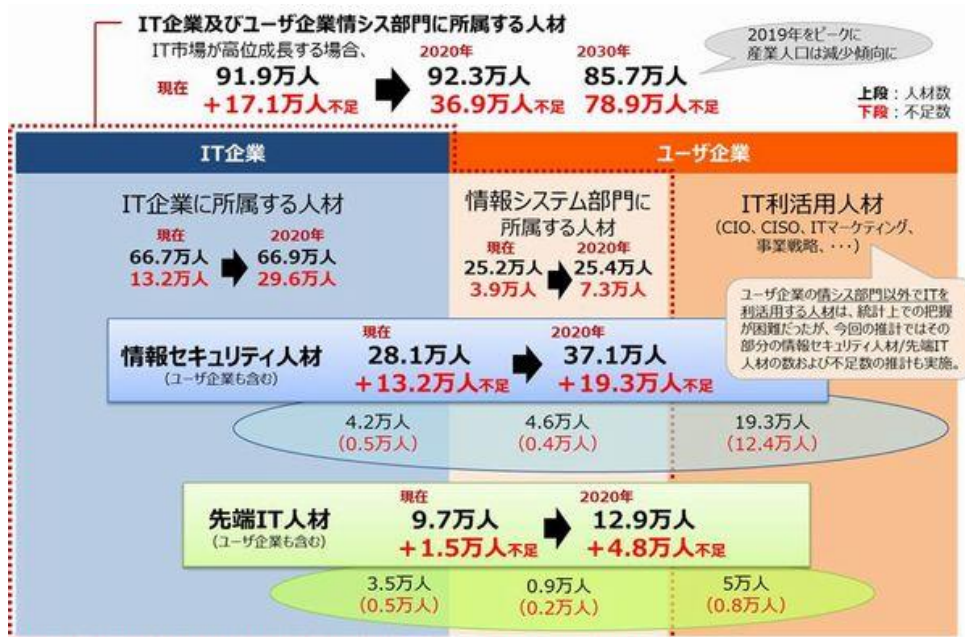 IT企業及びユーザ企業情シス部門に所属する人材
IT市場が高位成長する場合、
現在
91.9万人
+17.1万人不足
2020年
92.3万人
36.9万人不足
2030年
85.7万人
78.9万人不足
2019年をピークに
産業人口は減少傾向に
上段：人材数
下段：不足数
IT企業
ユーザ企業
IT企業に所属する人材
現在
66.7万人
13.2万人
2020年
66.9万人
29.6万人
情報システム部門に
所属する人材
現在
25.2万人
3.9万人
2020年
25.4万人
7.3万人
IT利活用人材
(CIO、CISO、ITマーケティング、
事業戦略、・・・)
ユーザ企業の情シス部門以外でITを
利活用する人材は、統計上での把握
が困難だったが、今回の推計ではその
部分の情報セキュリティ人材/先端IT
人材の数および不足数の推計も実施。
情報セキュリティ人材
(ユーザ企業も含む)
現在
28.1万人
+13.2万人不足
2020年
37.1万人
+19.3万人不足
4.2万人
(0.5万人)
4.6万人
(0.4万人)
19.3万人
(12.4万人)
先端IT人材
(ユーザ企業も含む)
現在
9.7万人
+1.5万人不足
2020年
12.9万人
+4.8万人不足
3.5万人
(0.5万人)
0.9万人
(0.2万人)
5万人
(0.8万人)